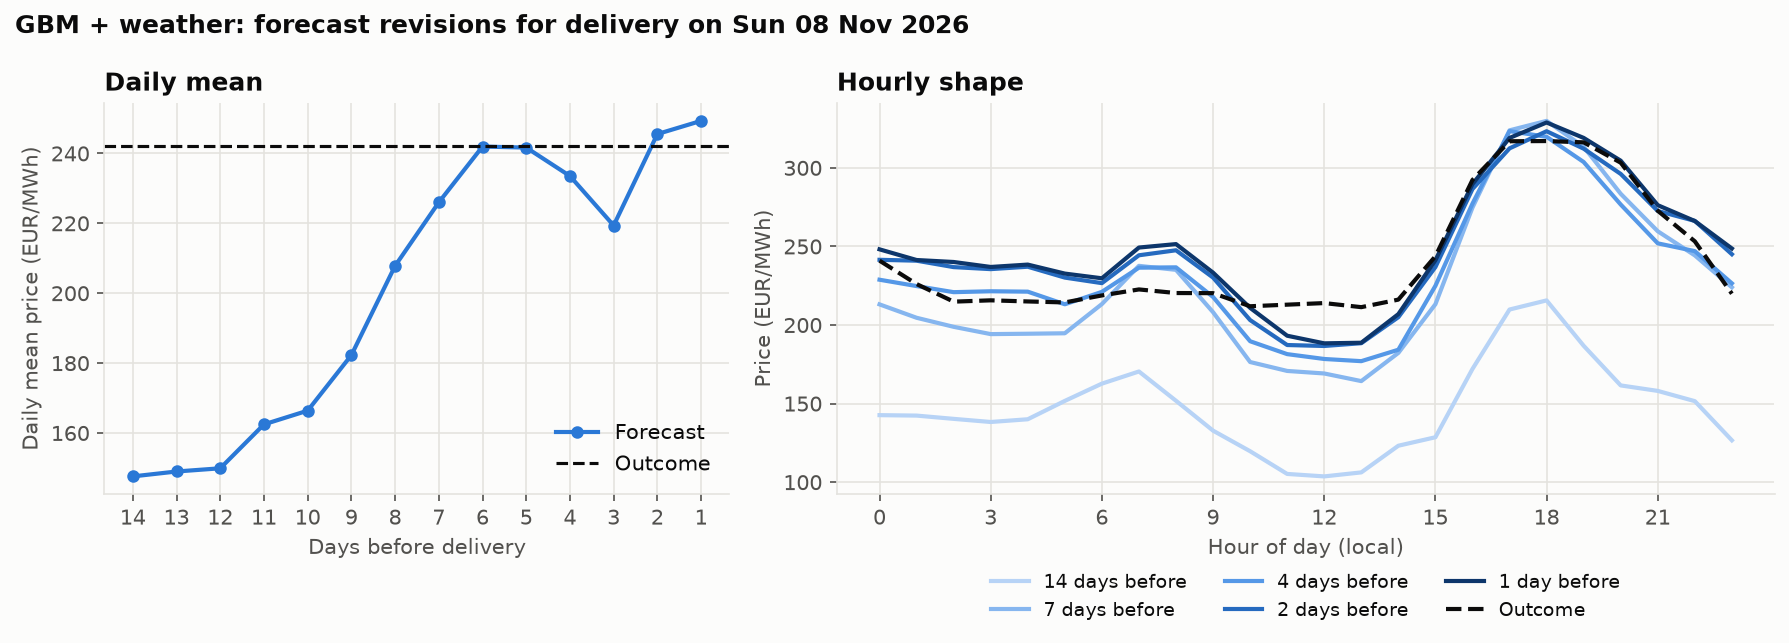 GBM + weather: forecast revisions for delivery on Sun 08 Nov 2026
Daily mean
Daily mean price (EUR/MWh)
240
220
200
180
160
Forecast
Outcome
14 13 12 11 10 9 8 7 6 5 4 3 2 1
Days before delivery
Hourly shape
Price (EUR/MWh)
300
250
200
150
100
0 3 6 9 12 15 18 21
Hour of day (local)
14 days before 4 days before 1 day before
7 days before 2 days before Outcome